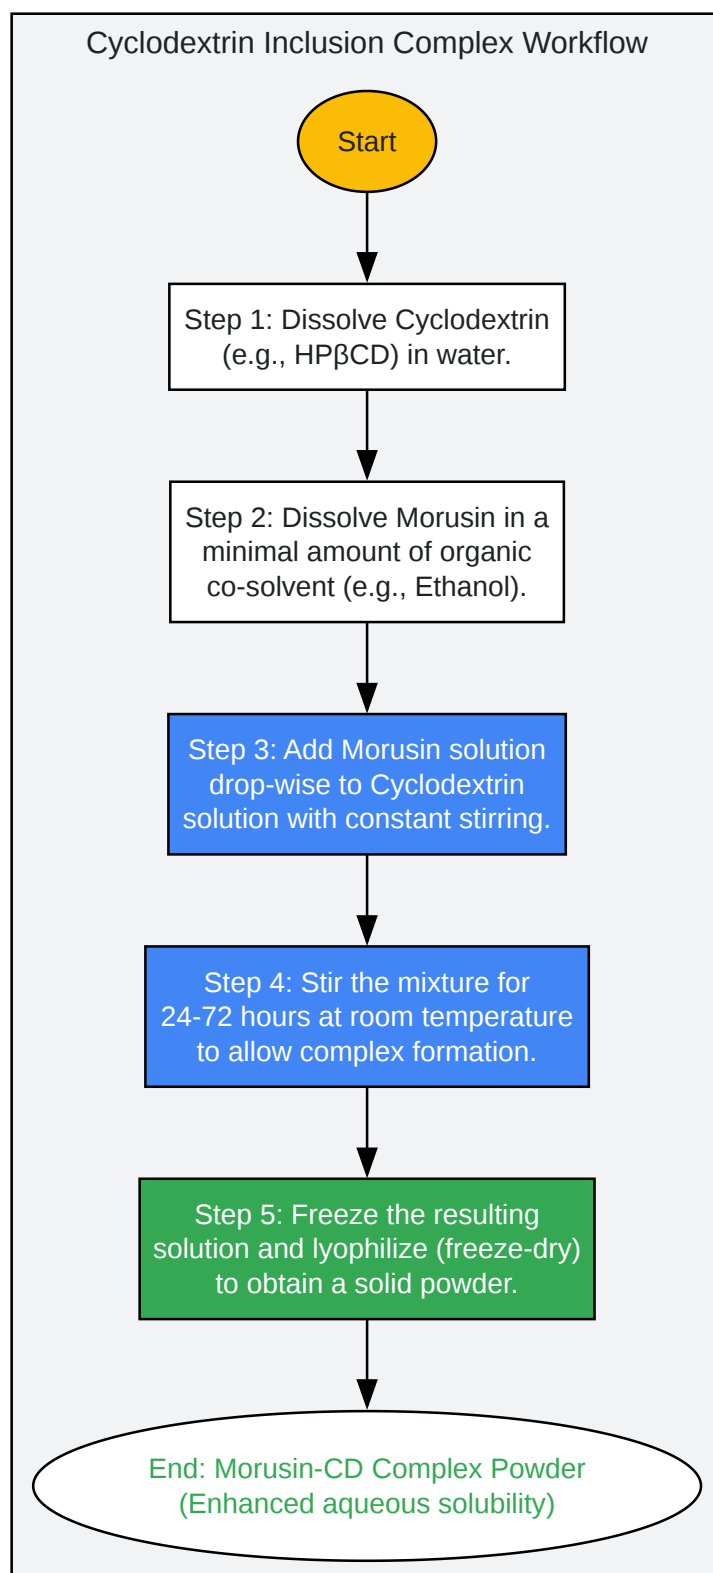 Cyclodextrin Inclusion Complex Workflow
Start
Step 1: Dissolve Cyclodextrin
(e.g., HPβCD) in water.
Step 2: Dissolve Morusin in a
minimal amount of organic
co-solvent (e.g., Ethanol).
Step 3: Add Morusin solution
drop-wise to Cyclodextrin
solution with constant stirring.
Step 4: Stir the mixture for
24-72 hours at room temperature
to allow complex formation.
Step 5: Freeze the resulting
solution and lyophilize (freeze-dry)
to obtain a solid powder.
End: Morusin-CD Complex Powder
(Enhanced aqueous solubility)